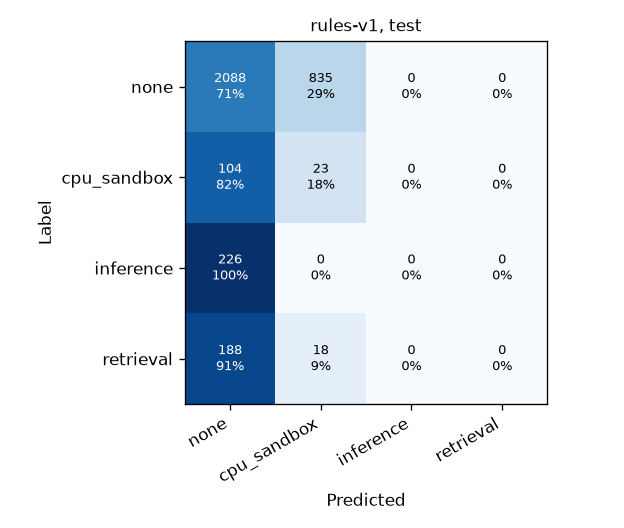 rules-v1, test
none
2088
71%
835
29%
0
0%
0
0%
cpu_sandbox
104
82%
23
18%
0
0%
0
0%
inference
226
100%
0
0%
0
0%
0
0%
retrieval
188
91%
18
9%
0
0%
0
0%
Label
none
cpu_sandbox
inference
retrieval
Predicted